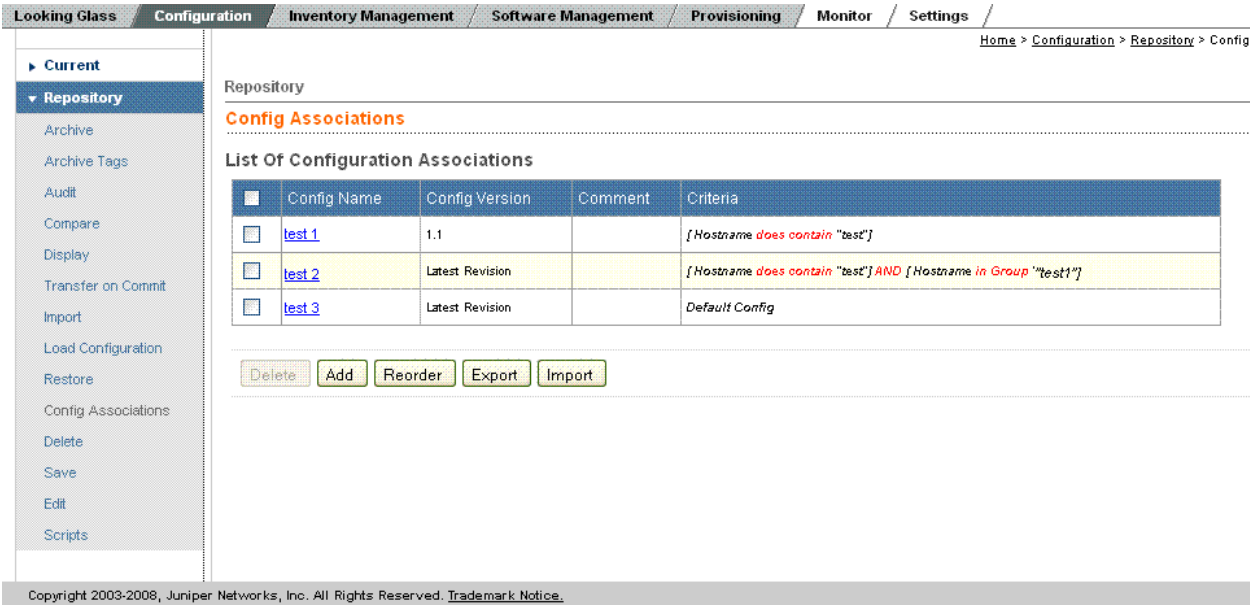 Looking Glass Configuration Inventory Management Software Management Provisioning Monitor Settings
Home > Configuration > Repository > Config
Current
Repository
Archive
Archive Tags
Audit
Compare
Display
Transfer on Commit
Import
Load Configuration
Restore
Config Associations
Delete
Save
Edit
Scripts
Repository
Config Associations
List Of Configuration Associations
Config Name Config Version Comment Criteria
test 1 1.1 [Hostname does contain "test"]
test 2 Latest Revision [Hostname does contain "test"] AND [Hostname in Group '"test1"]
test 3 Latest Revision Default Config
Delete Add Reorder Export Import
Copyright 2003-2008, Juniper Networks, Inc. All Rights Reserved. Trademark Notice.